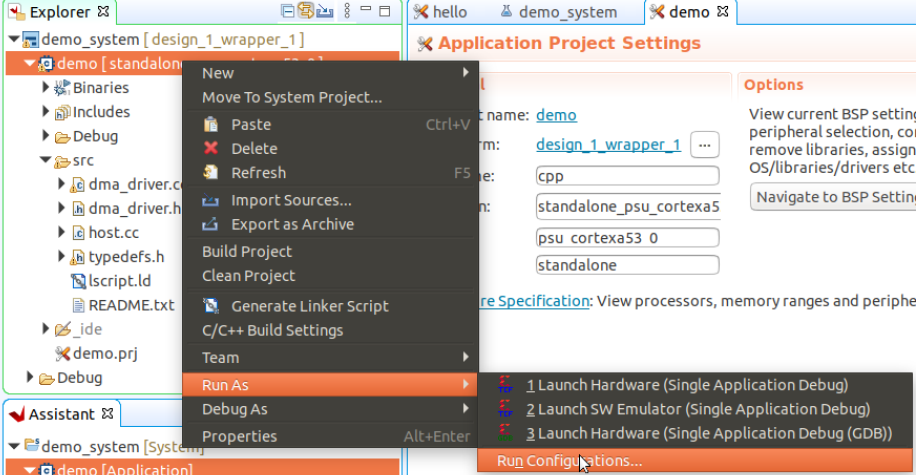 Explorer
demo_system [ design_1_wrapper_1 ]
demo [ standalone
Binaries
Includes
Debug
src
dma_driver.cc
dma_driver.h
host.cc
typedefs.h
lscript.ld
README.txt
_ide
demo.prj
Debug
Assistant
demo_system [System]
demo [Application]
New
Move To System Project...
Paste Ctrl+V
Delete
Refresh F5
Import Sources...
Export as Archive
Build Project
Clean Project
Generate Linker Script
C/C++ Build Settings
Team
Run As
Debug As
Properties Alt+Enter
1 Launch Hardware (Single Application Debug)
2 Launch SW Emulator (Single Application Debug)
3 Launch Hardware (Single Application Debug (GDB))
Run Configurations...
hello demo_system demo
Application Project Settings
l
t name: demo
rm: design_1_wrapper_1 ...
ne: cpp
n: standalone_psu_cortexa5
psu_cortexa53_0
standalone
re Specification: View processors, memory ranges and periphe
Options
View current BSP setting
peripheral selection, co
remove libraries, assign
OS/libraries/drivers etc
Navigate to BSP Setting